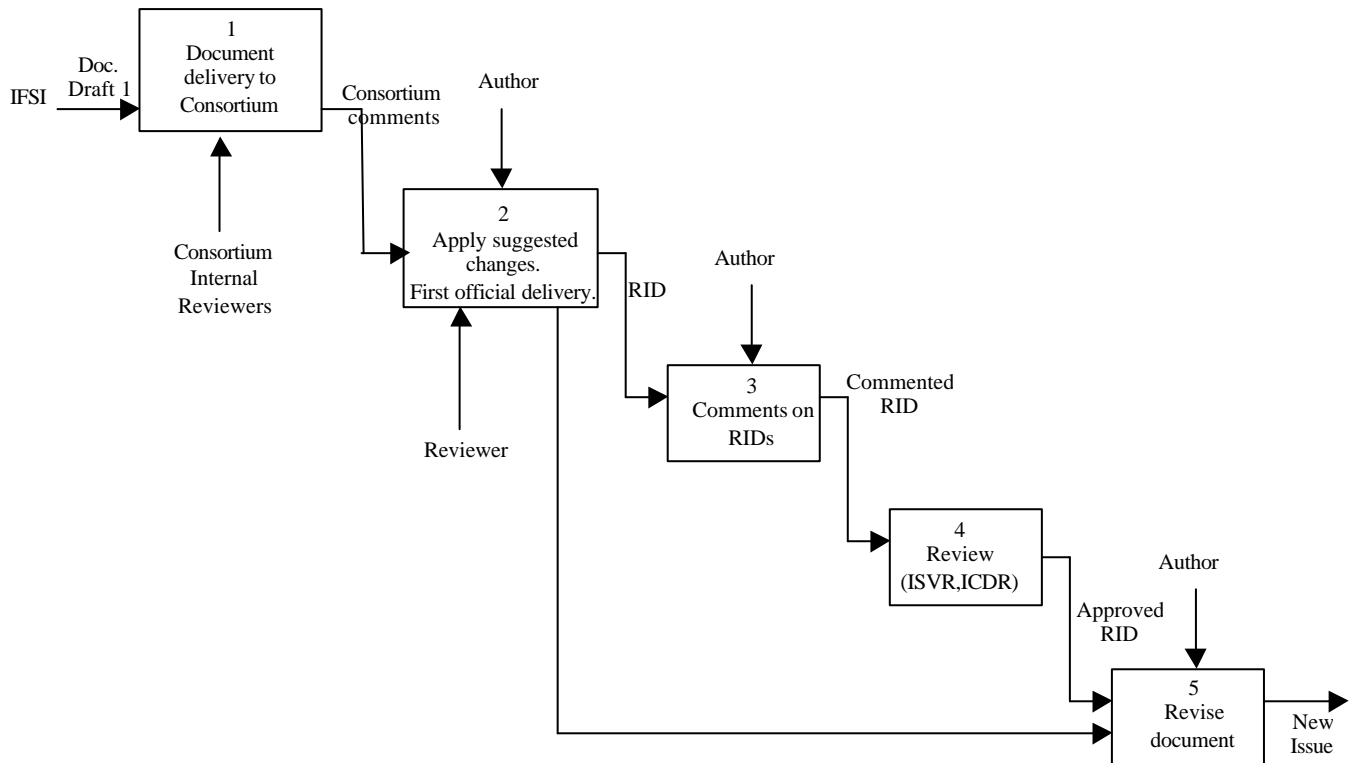 1
Document
delivery to
Consortium
Doc.
Draft 1
IFSI
Consortium
comments
Author
Consortium
Internal
Reviewers
2
Apply suggested
changes.
First official delivery.
RID
Reviewer
Author
3
Comments on
RIDs
Commented
RID
4
Review
(ISVR,ICDR)
Approved
RID
Author
5
Revise
document
New
Issue